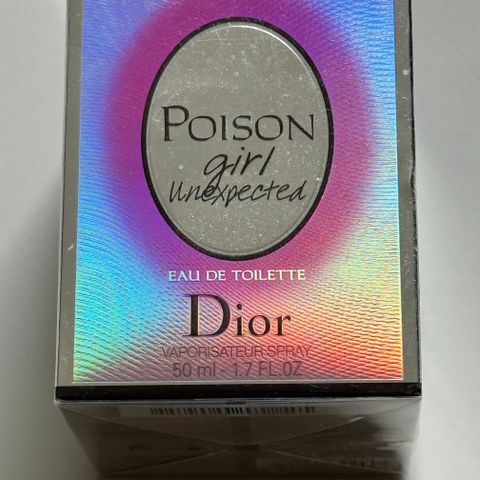 POISON
girl
Unexpected
EAU DE TOILETTE
Dior
VAPORISATEUR SPRAY
50 ml - 1.7 FL.OZ